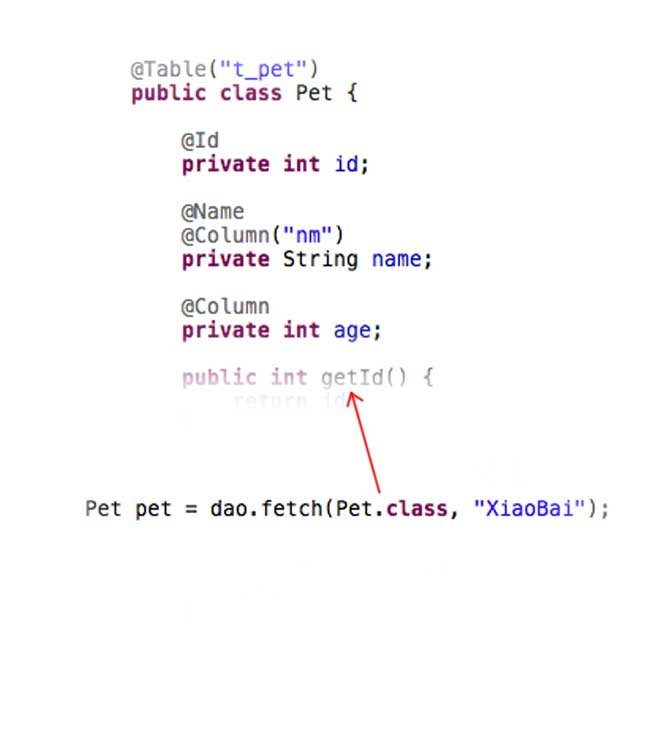 @Table("t_pet")
public class Pet {
@Id
private int id;
@Name
@Column("nm")
private String name;
@Column
private int age;
public int getId() {
return id
Pet pet = dao.fetch(Pet.class, "XiaoBai");